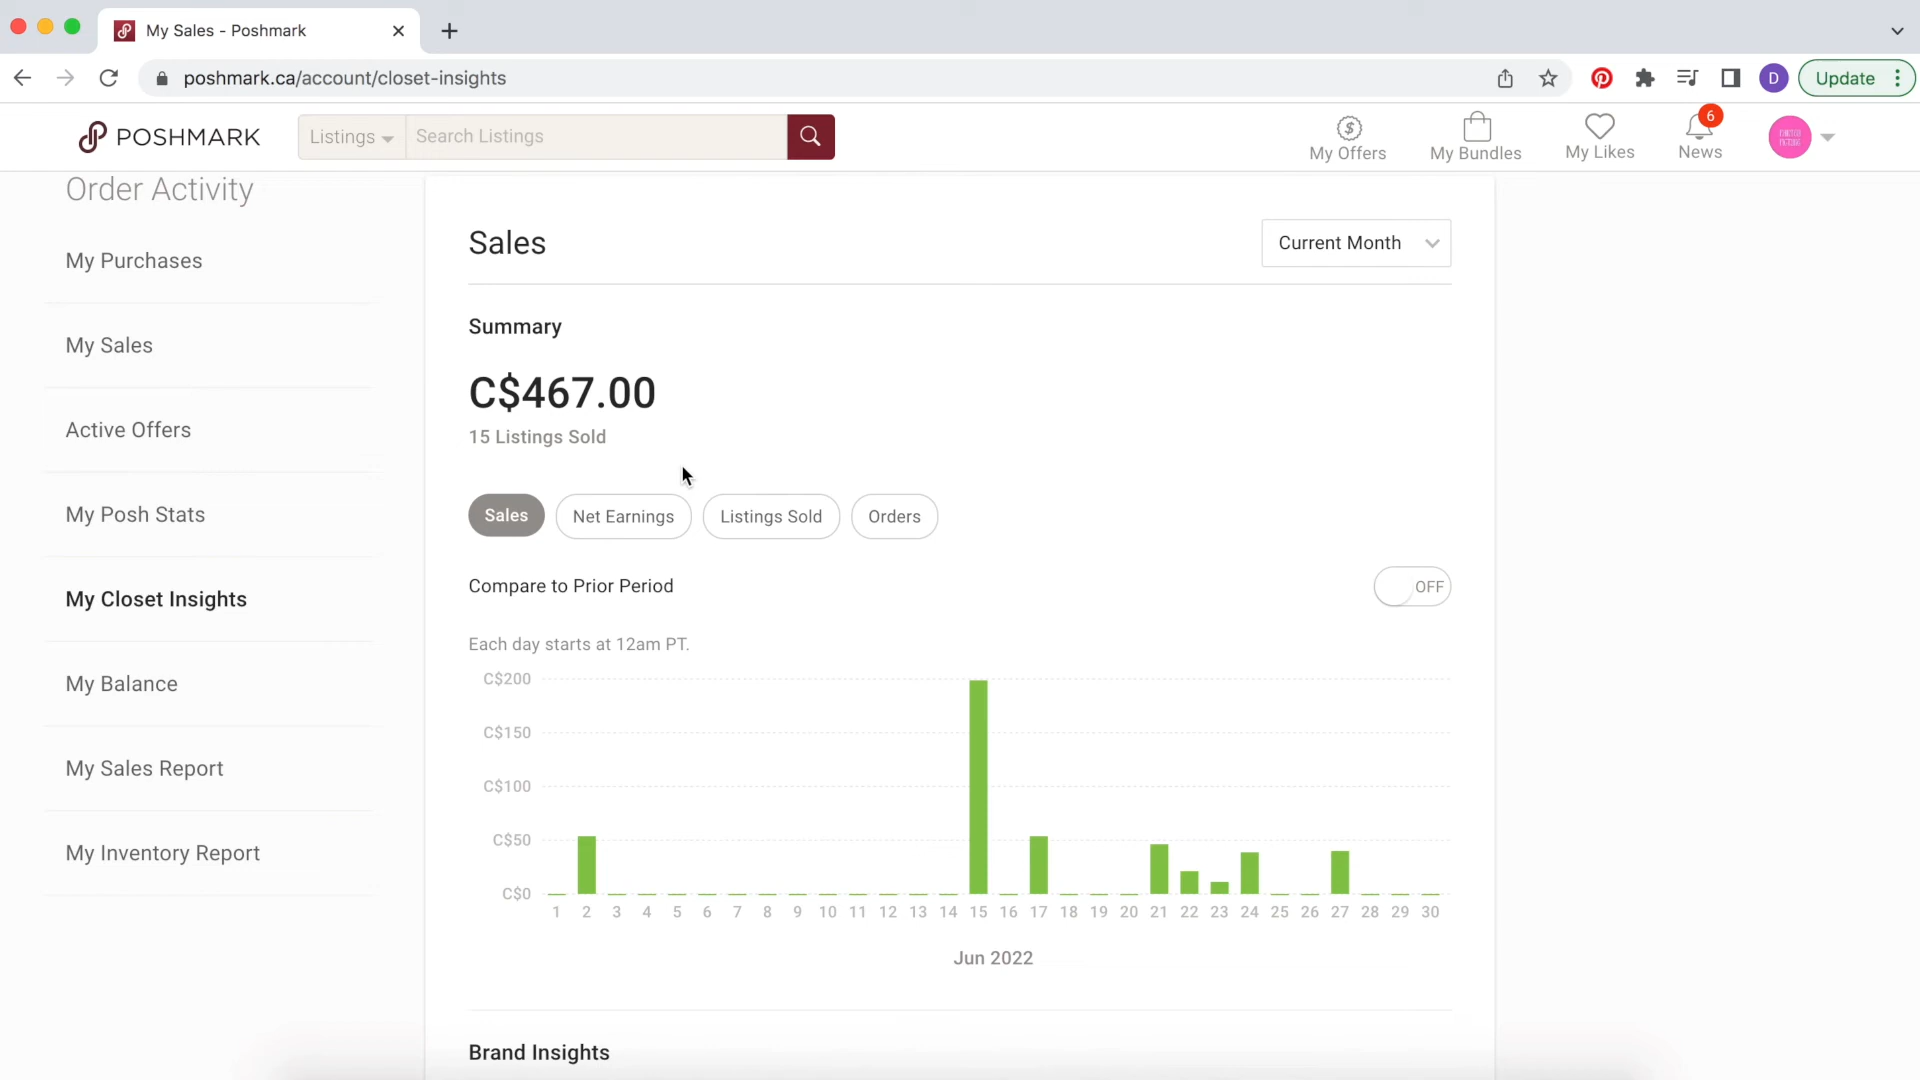 My Sales - Poshmark
poshmark.ca/account/closet-insights
D
Update
POSHMARK
Listings
Search Listings
My Offers
My Bundles
My Likes
6
News
Order Activity
My Purchases
My Sales
Active Offers
My Posh Stats
My Closet Insights
My Balance
My Sales Report
My Inventory Report
Sales
Current Month
Summary
C$467.00
15 Listings Sold
Sales
Net Earnings
Listings Sold
Orders
Compare to Prior Period
OFF
Each day starts at 12am PT.
C$200
C$150
C$100
C$50
C$0
1 2 3 4 5 6 7 8 9 10 11 12 13 14 15 16 17 18 19 20 21 22 23 24 25 26 27 28 29 30
Jun 2022
Brand Insights